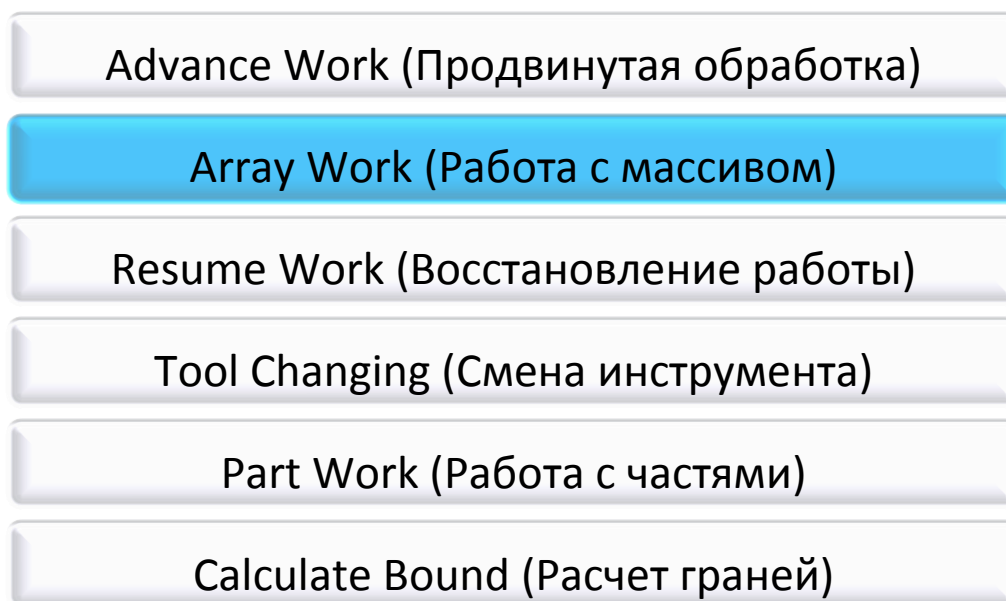 Advance Work (Продвинутая обработка)
Array Work (Работа с массивом)
Resume Work (Восстановление работы)
Tool Changing (Смена инструмента)
Part Work (Работа с частями)
Calculate Bound (Расчет граней)